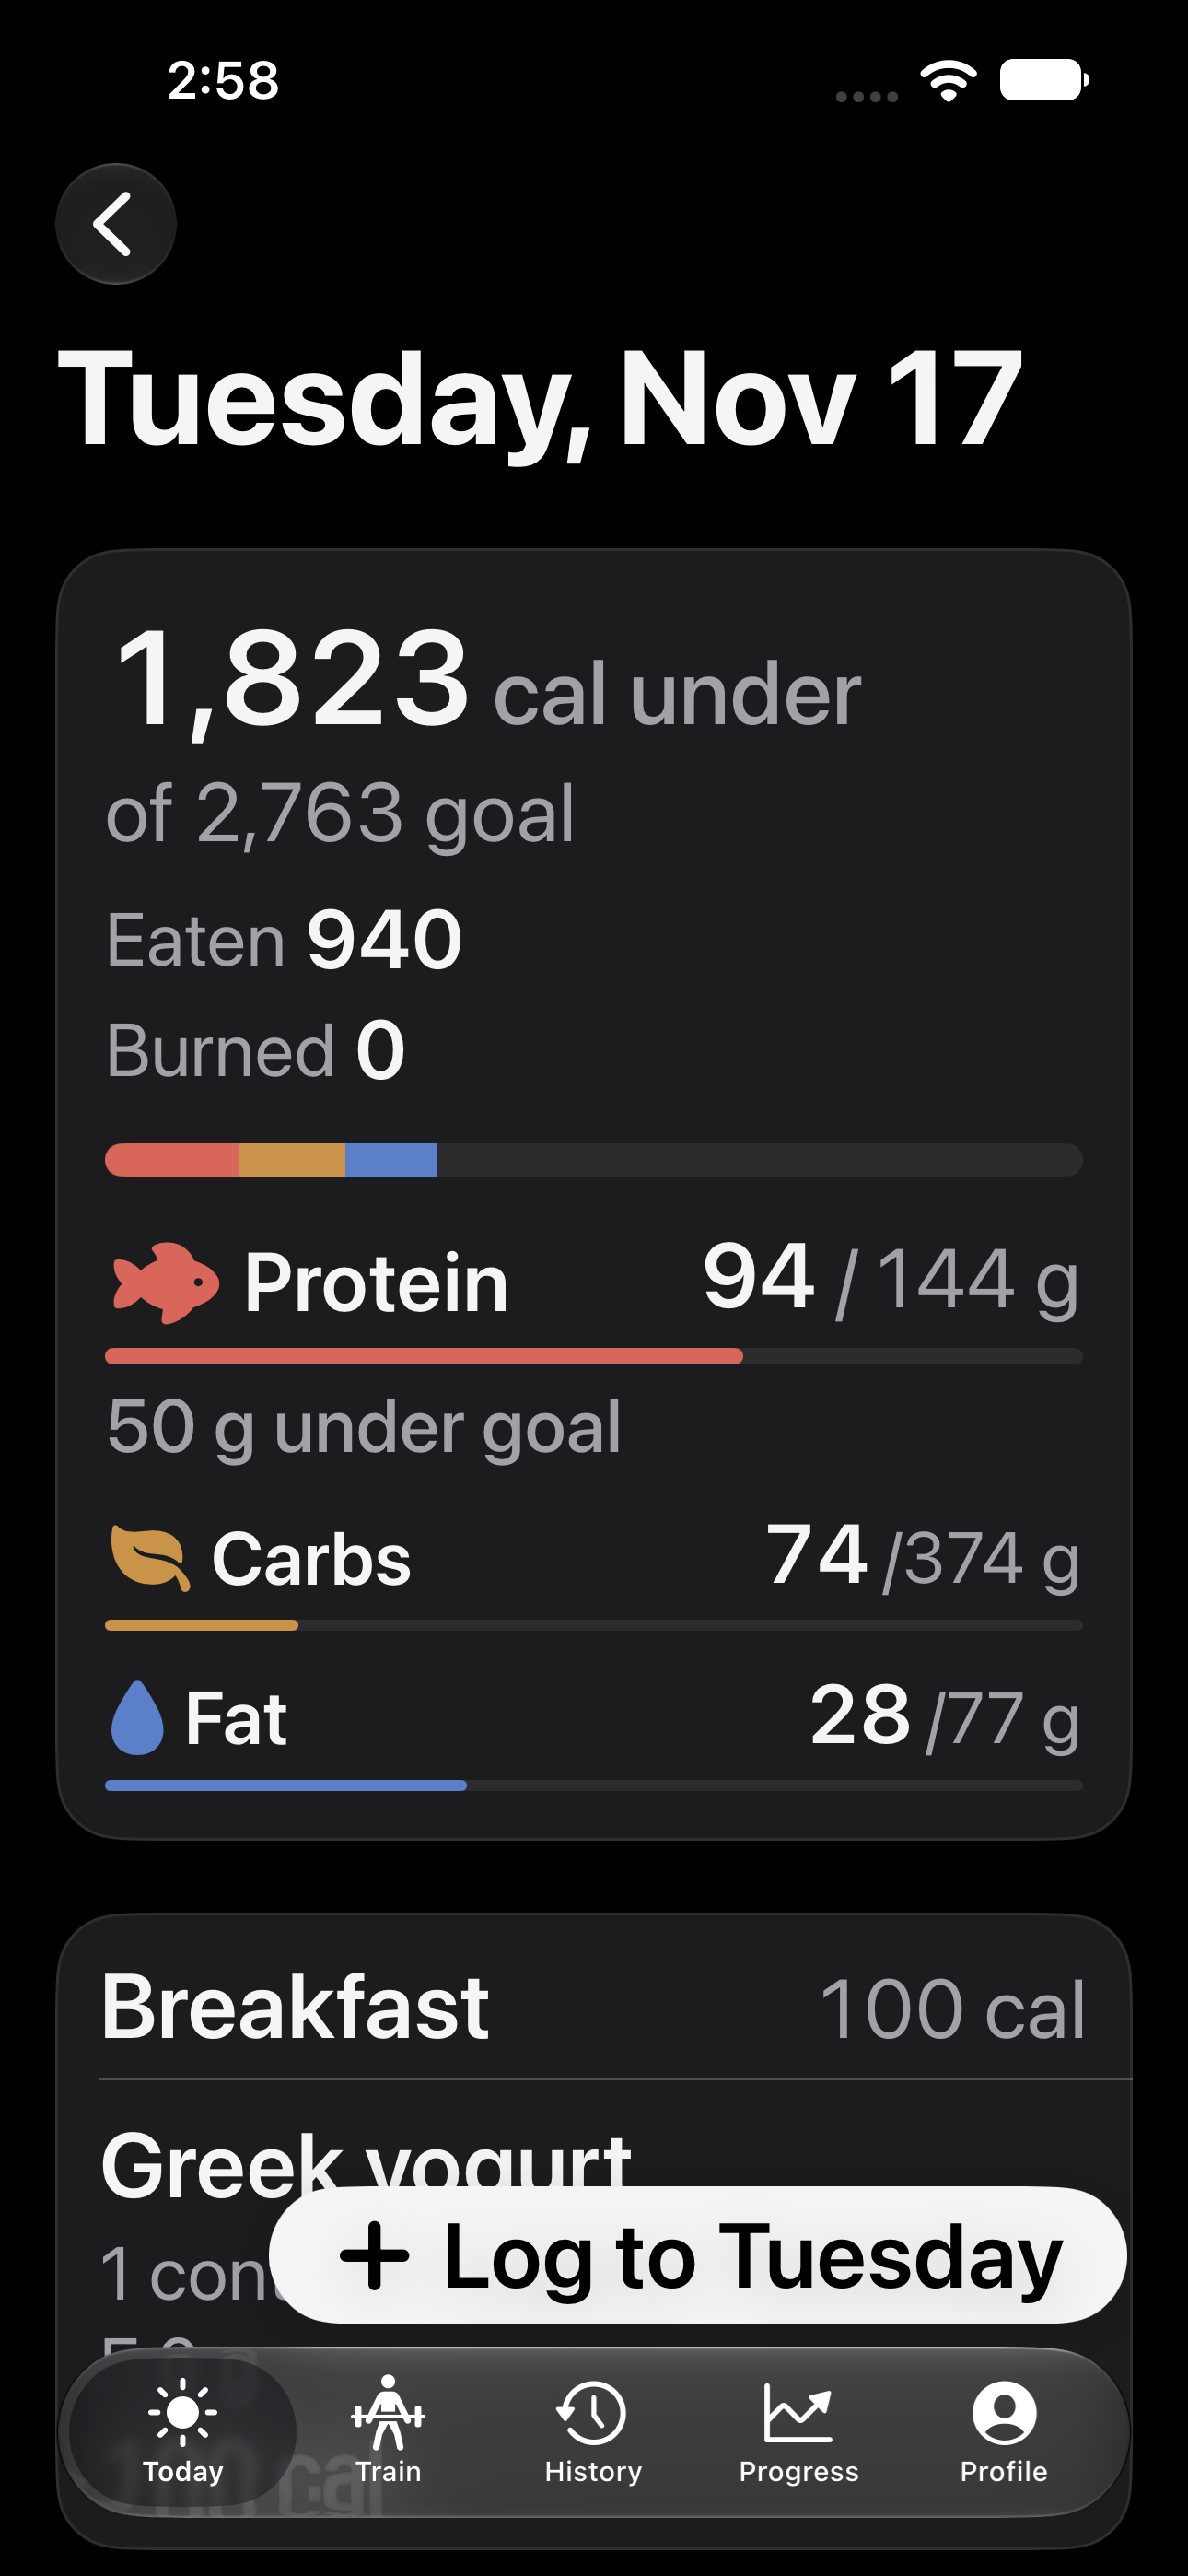 2:58
Tuesday, Nov 17
1,823 cal under
of 2,763 goal
Eaten 940
Burned 0
Protein 94 / 144 g
50 g under goal
Carbs 74 /374 g
Fat 28 /77 g
Breakfast 100 cal
Greek yogurt
1
+ Log to Tuesday
Today Train History Progress Profile